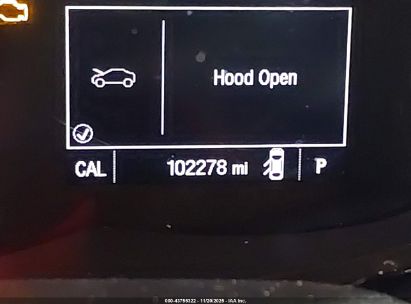 Hood Open
CAL 102278 mi P